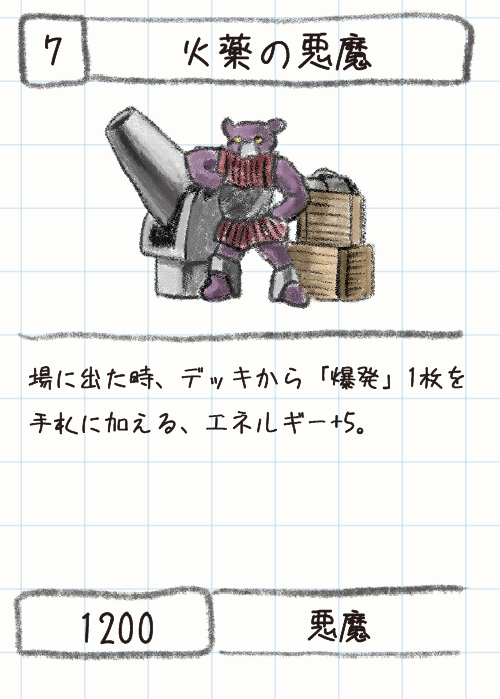 7
火薬の悪魔
場に出た時、デッキから「爆発」1枚を
手札に加える、エネルギー+5。
1200
悪魔